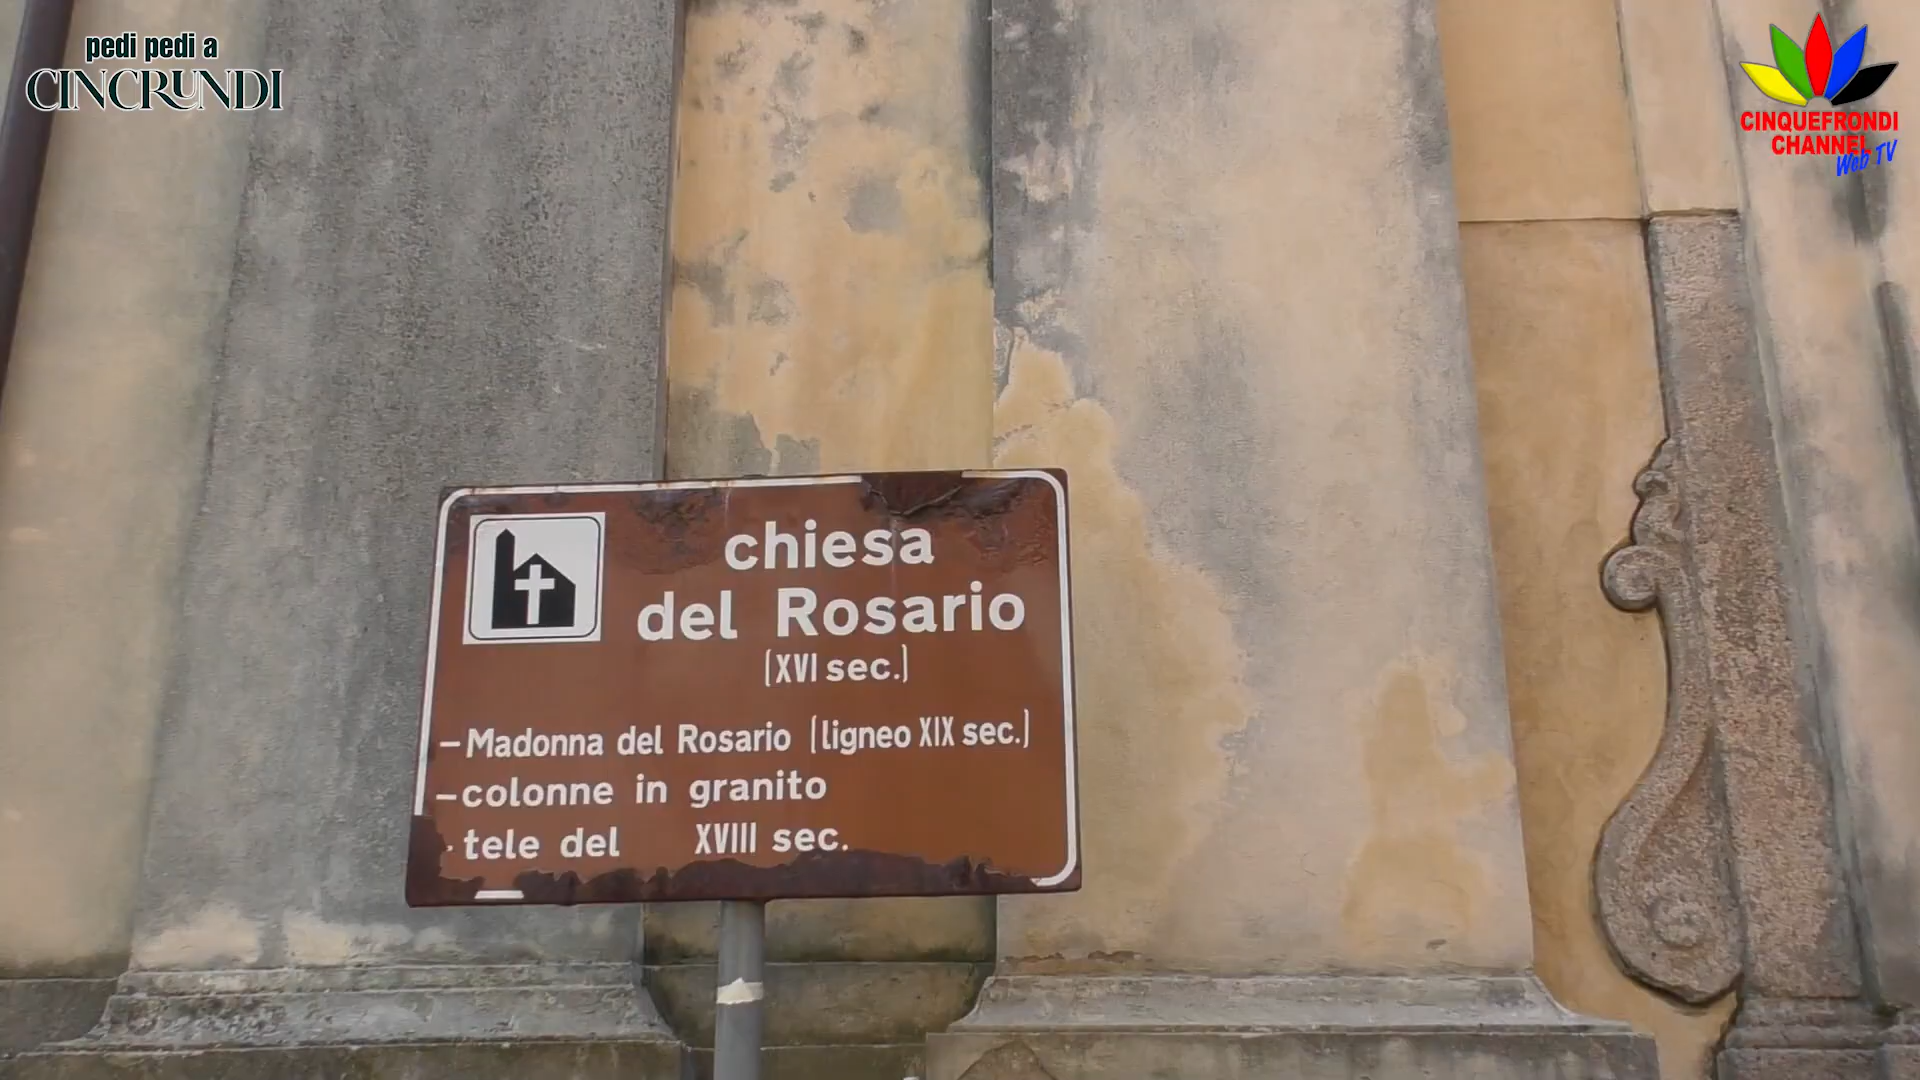 pedi pedi a
CINCRUNDI
CINQUEFRONDI
CHANNEL
Web TV
chiesa
del Rosario
(XVI sec.)
–Madonna del Rosario (ligneo XIX sec.)
–colonne in granito
- tele del XVIII sec.